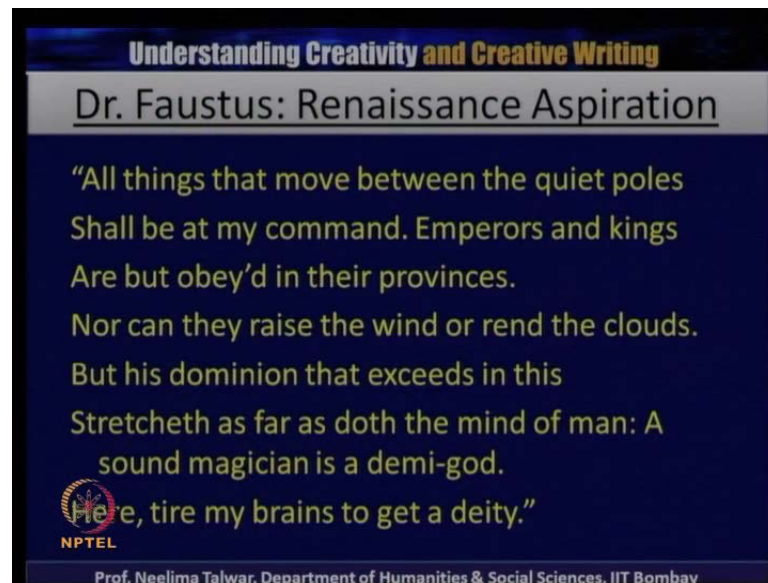 Understanding Creativity and Creative Writing
Dr. Faustus: Renaissance Aspiration
“All things that move between the quiet poles
Shall be at my command. Emperors and kings
Are but obey’d in their provinces.
Nor can they raise the wind or rend the clouds.
But his dominion that exceeds in this
Stretcheth as far as doth the mind of man: A
sound magician is a demi-god.
Here, tire my brains to get a deity.”
NPTEL
Prof. Neelima Talwar, Department of Humanities & Social Sciences, IIT Bombay